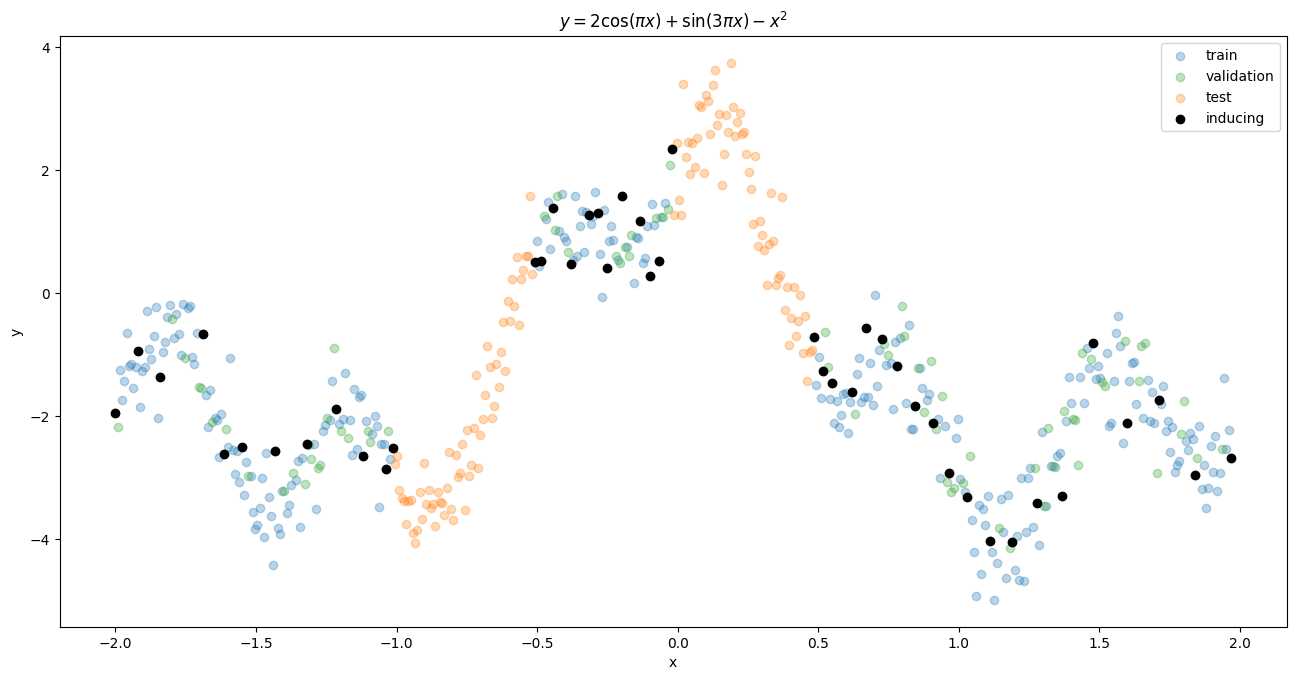 y = 2cos(πx) + sin(3πx) − x²
train
validation
test
inducing
4
2
0
−2
−4
y
−2.0 −1.5 −1.0 −0.5 0.0 0.5 1.0 1.5 2.0
x